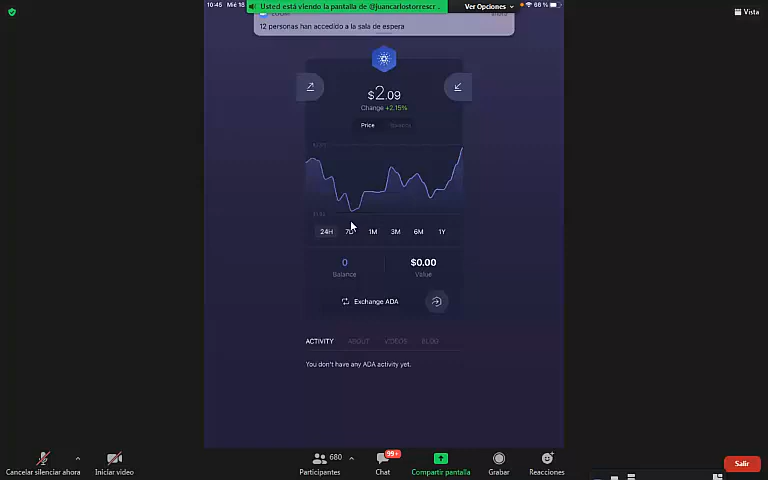 10:45 Mié 18
Usted está viendo la pantalla de @juancarlostorrescr...
Ver Opciones
68 %
Vista
12 personas han accedido a la sala de espera
$2.09
Change +2.15%
Price
24H 7D 1M 3M 6M 1Y
0
$0.00
Balance
Value
Exchange ADA
ACTIVITY ABOUT VIDEOS BLOG
You don't have any ADA activity yet.
680
99+
Cancelar silenciar ahora
Iniciar video
Participantes
Chat
Compartir pantalla
Grabar
Reacciones
Salir